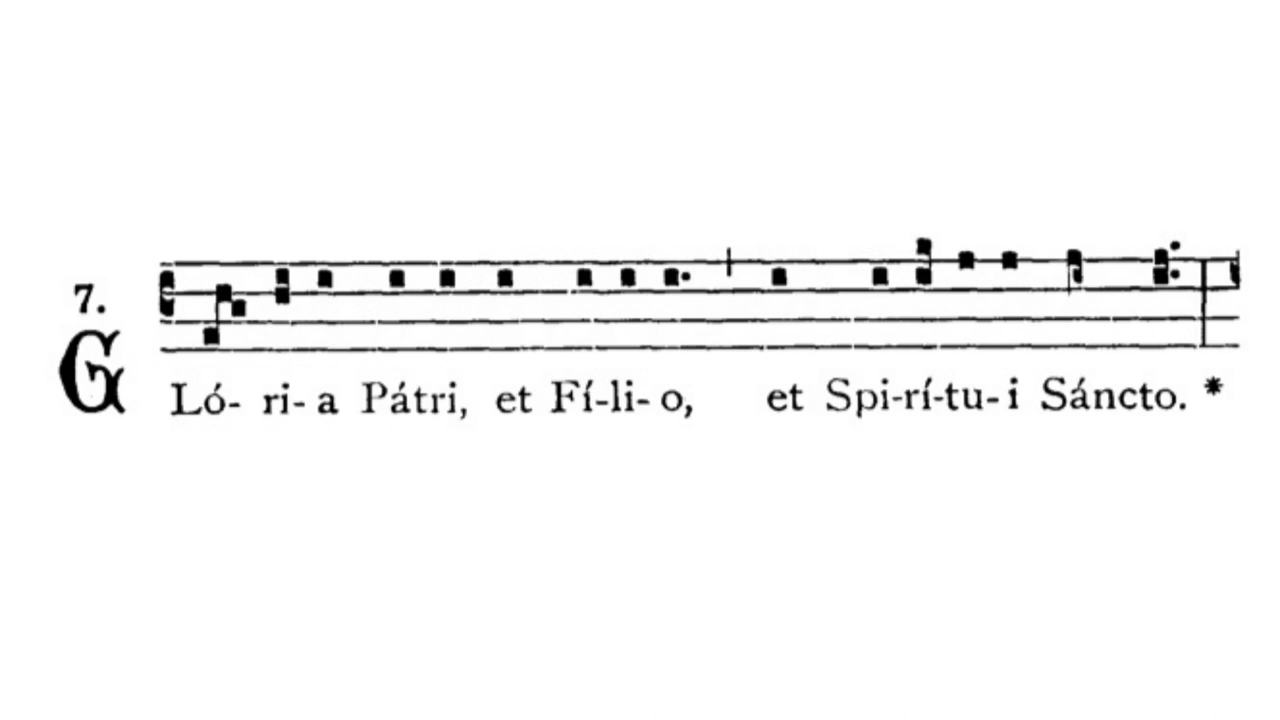 7.
GLó- ri- a Pátri, et Fí-li- o, et Spi-rí-tu- i Sáncto. *